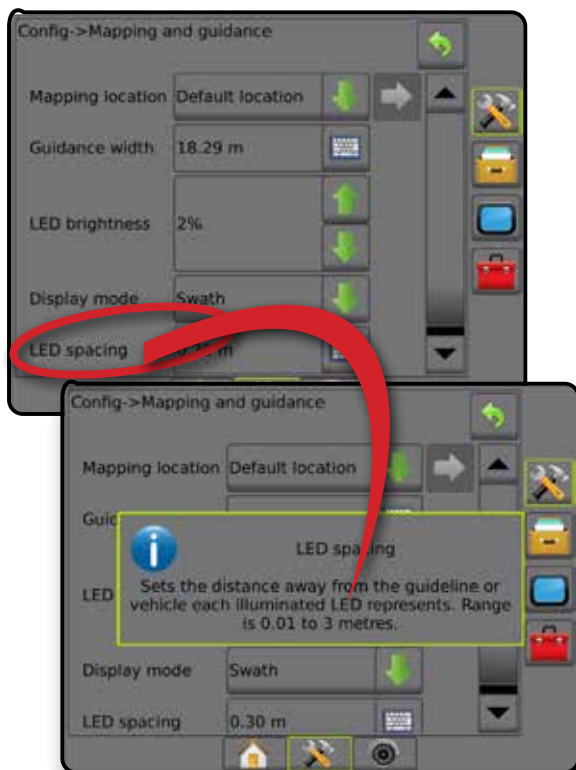 Config->Mapping and guidance
Mapping location Default location
Guidance width 18.29 m
LED brightness 2%
Display mode Swath
LED spacing m
Config->Mapping and guidance
Mapping location Default location
Guid
LED spacing
LED Sets the distance away from the guideline or
vehicle each illuminated LED represents. Range
is 0.01 to 3 metres.
Display mode Swath
LED spacing 0.30 m